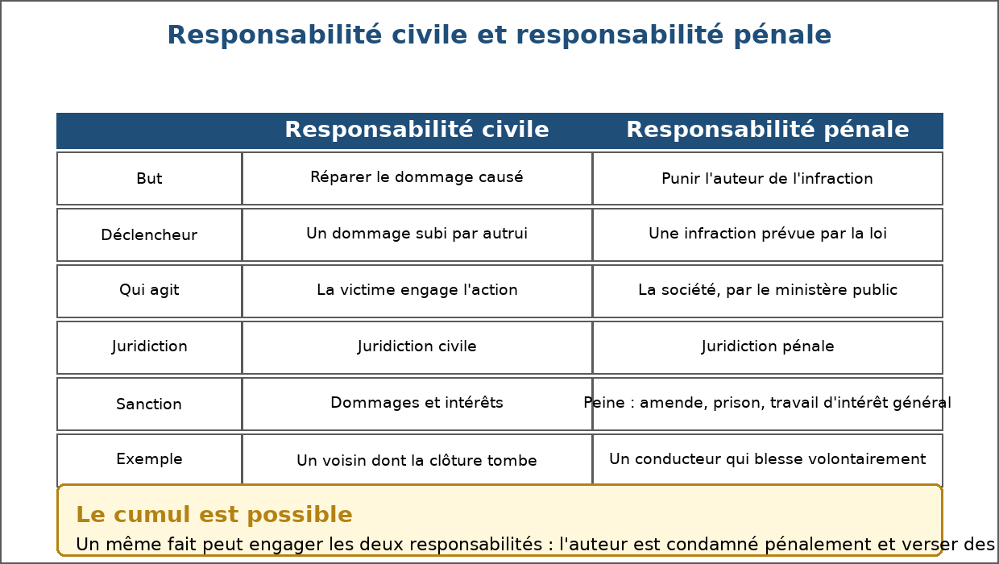 Responsabilité civile et responsabilité pénale
Responsabilité civile Responsabilité pénale
But Réparer le dommage causé Punir l'auteur de l'infraction
Déclencheur Un dommage subi par autrui Une infraction prévue par la loi
Qui agit La victime engage l'action La société, par le ministère public
Juridiction Juridiction civile Juridiction pénale
Sanction Dommages et intérêts Peine : amende, prison, travail d'intérêt général
Exemple Un voisin dont la clôture tombe Un conducteur qui blesse volontairement
Le cumul est possible
Un même fait peut engager les deux responsabilités : l'auteur est condamné pénalement et verser des